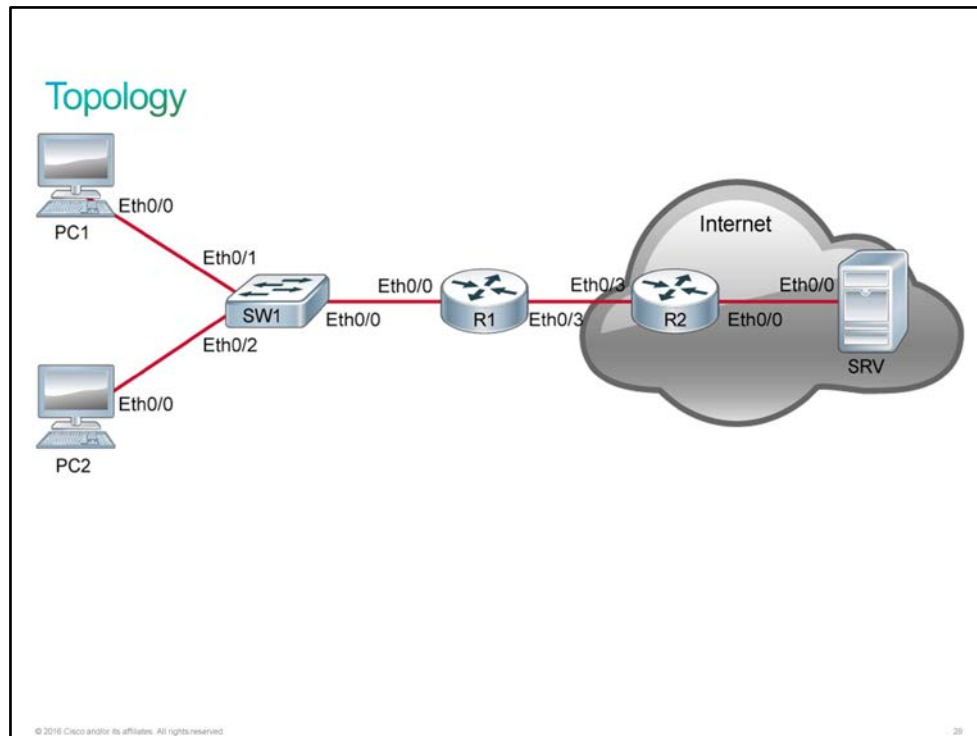 Topology
Eth0/0
PC1
Eth0/1
SW1
Eth0/0
Eth0/2
Eth0/0
PC2
Eth0/0
R1
Eth0/3
Internet
Eth0/3
R2
Eth0/0
Eth0/0
SRV
© 2016 Cisco and/or its affiliates. All rights reserved.
28